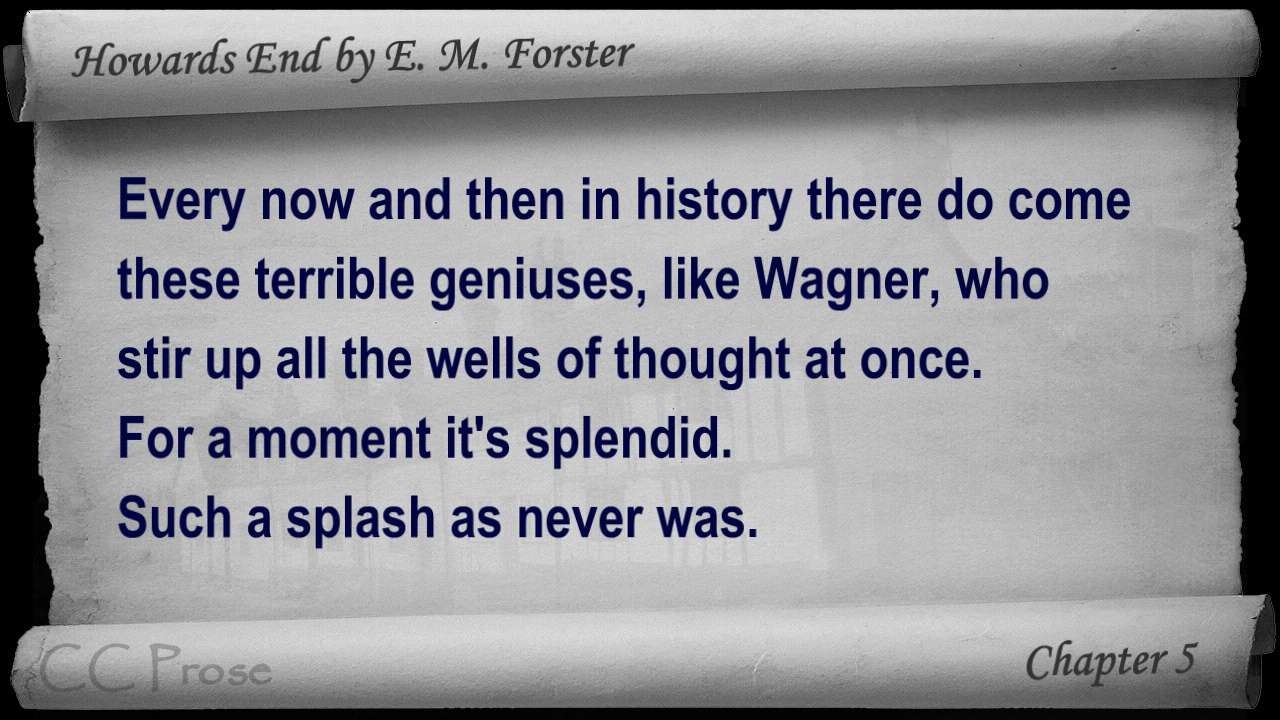 Howards End by E. M. Forster
Every now and then in history there do come
these terrible geniuses, like Wagner, who
stir up all the wells of thought at once.
For a moment it's splendid.
Such a splash as never was.
CC Prose
Chapter 5